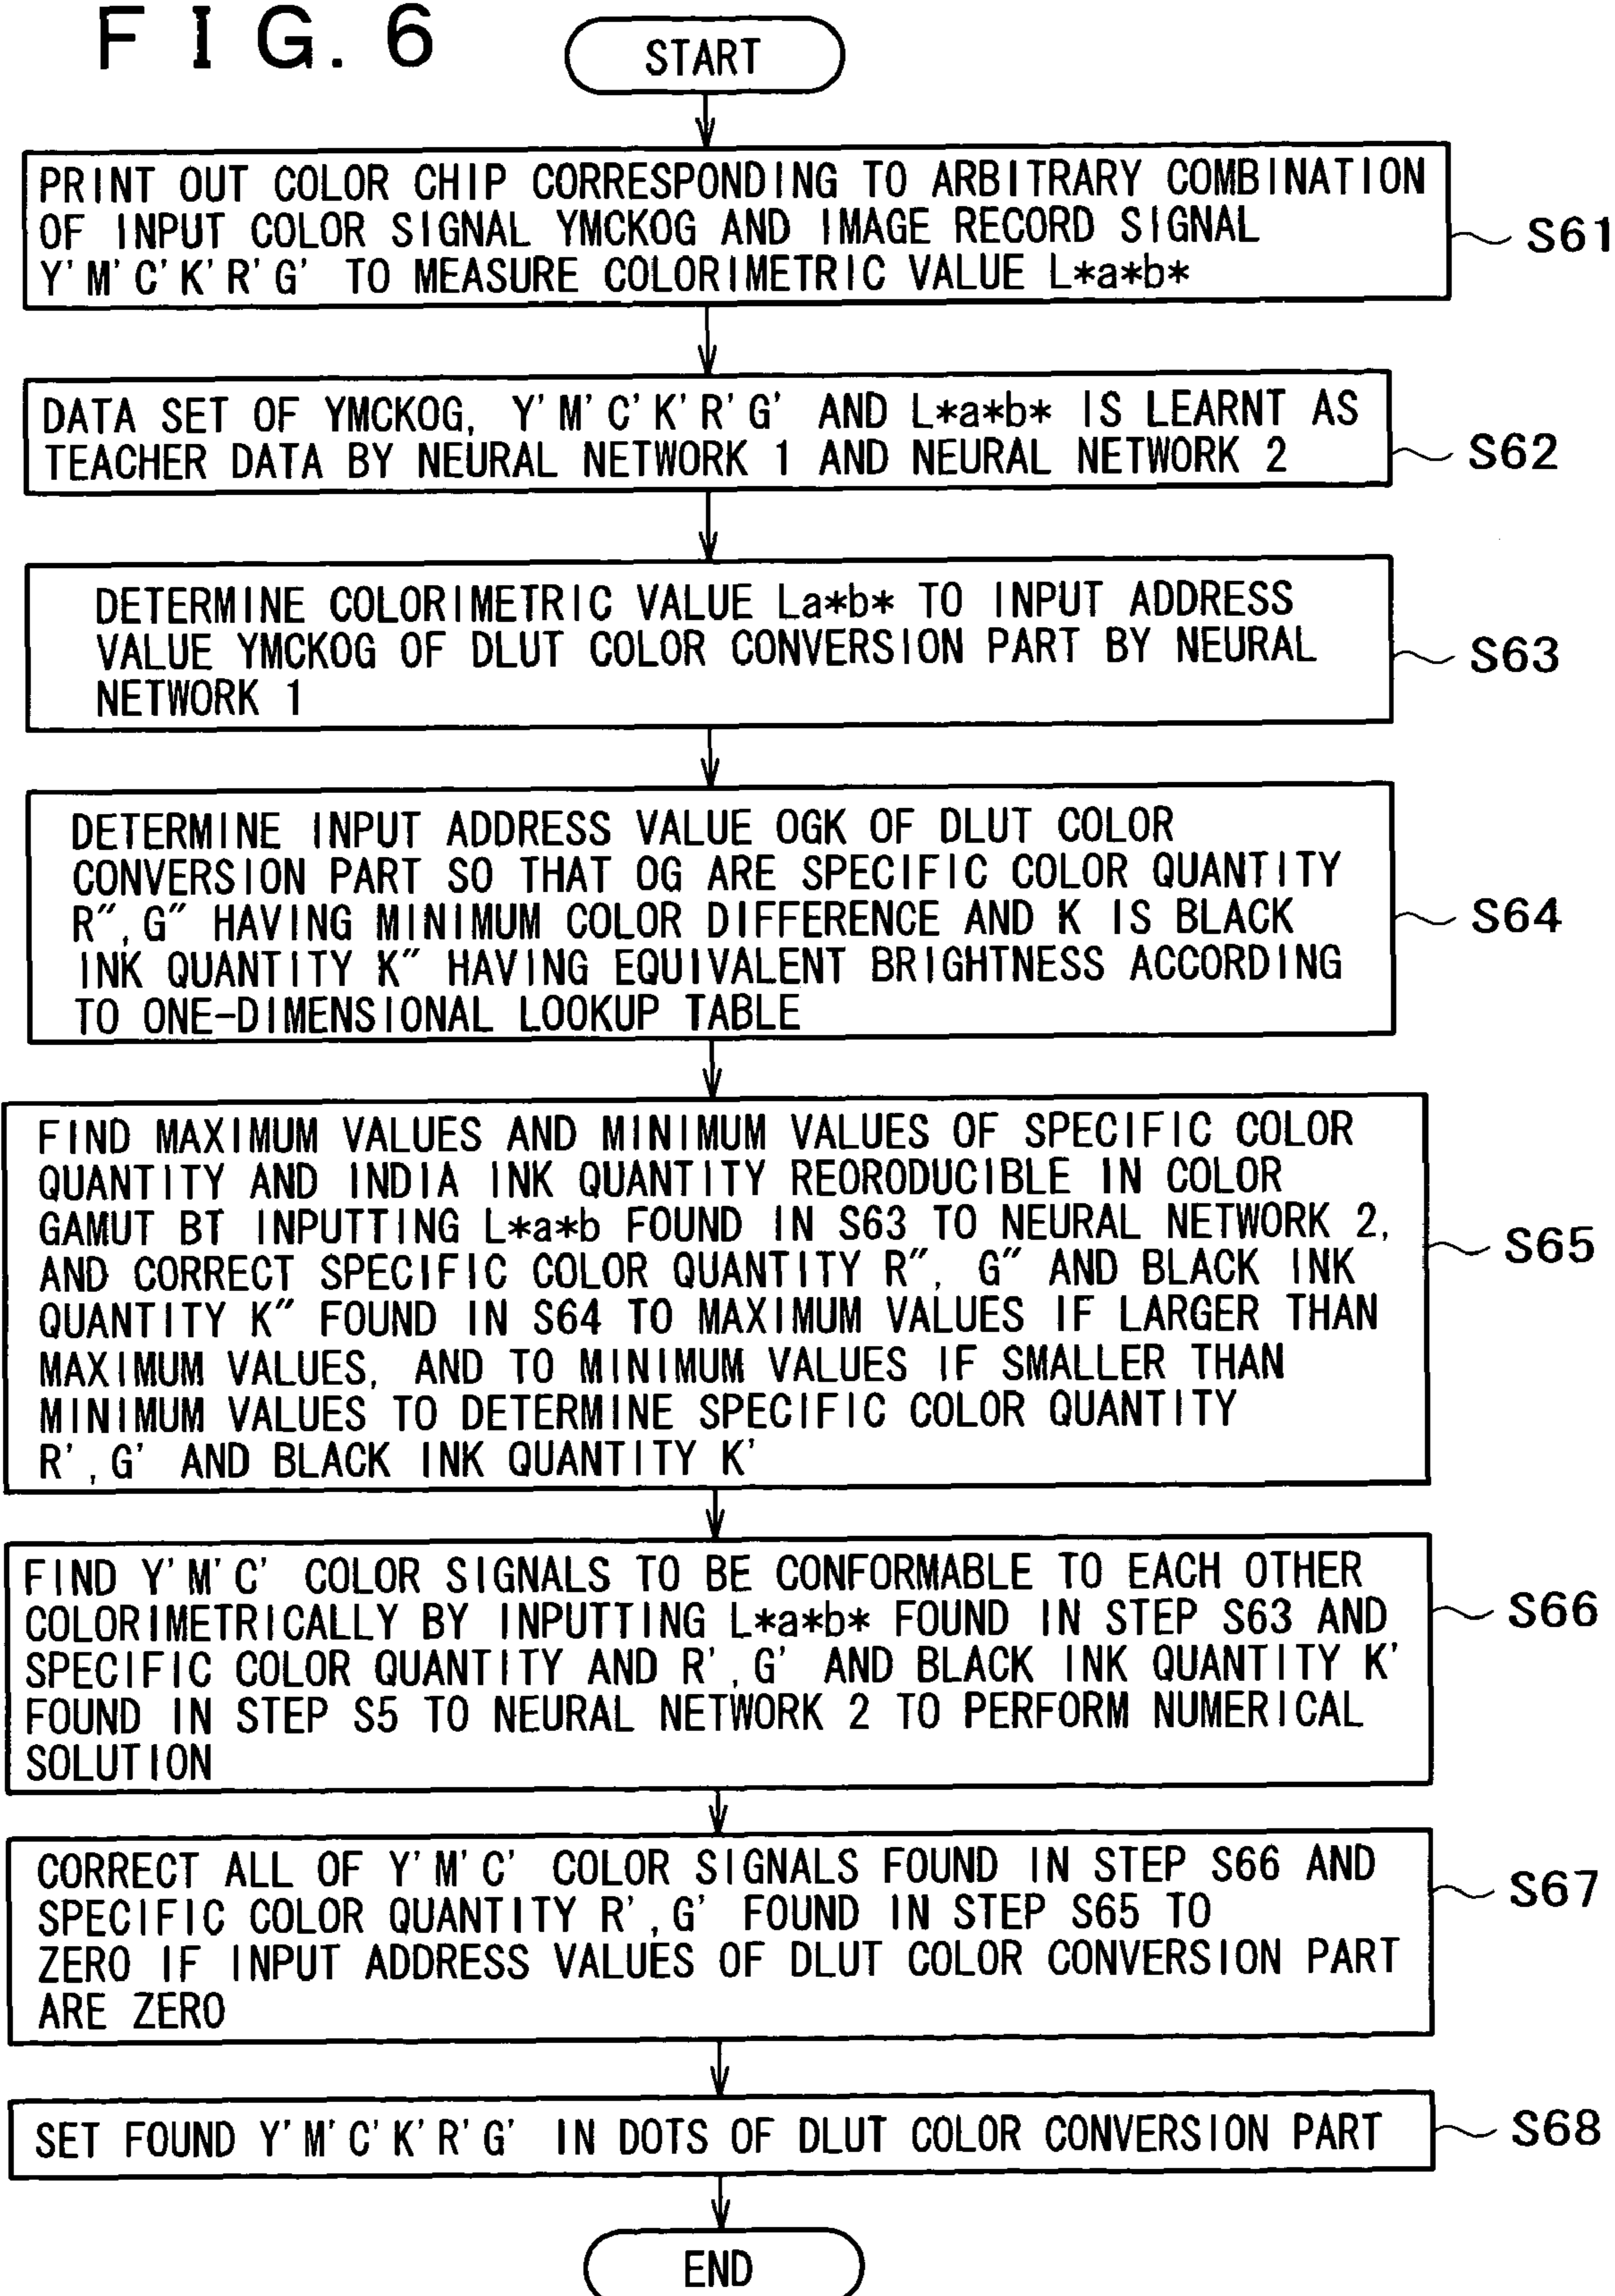 FIG. 6
START
PRINT OUT COLOR CHIP CORRESPONDING TO ARBITRARY COMBINATION
OF INPUT COLOR SIGNAL YMCKOG AND IMAGE RECORD SIGNAL
Y'M'C'K'R'G' TO MEASURE COLORIMETRIC VALUE L*a*b*
S61
DATA SET OF YMCKOG, Y'M'C'K'R'G' AND L*a*b* IS LEARNT AS
TEACHER DATA BY NEURAL NETWORK 1 AND NEURAL NETWORK 2
S62
DETERMINE COLORIMETRIC VALUE La*b* TO INPUT ADDRESS
VALUE YMCKOG OF DLUT COLOR CONVERSION PART BY NEURAL
NETWORK 1
S63
DETERMINE INPUT ADDRESS VALUE OGK OF DLUT COLOR
CONVERSION PART SO THAT OG ARE SPECIFIC COLOR QUANTITY
R″,G″ HAVING MINIMUM COLOR DIFFERENCE AND K IS BLACK
INK QUANTITY K″ HAVING EQUIVALENT BRIGHTNESS ACCORDING
TO ONE-DIMENSIONAL LOOKUP TABLE
S64
FIND MAXIMUM VALUES AND MINIMUM VALUES OF SPECIFIC COLOR
QUANTITY AND INDIA INK QUANTITY REORODUCIBLE IN COLOR
GAMUT BT INPUTTING L*a*b FOUND IN S63 TO NEURAL NETWORK 2,
AND CORRECT SPECIFIC COLOR QUANTITY R″, G″ AND BLACK INK
QUANTITY K″ FOUND IN S64 TO MAXIMUM VALUES IF LARGER THAN
MAXIMUM VALUES, AND TO MINIMUM VALUES IF SMALLER THAN
MINIMUM VALUES TO DETERMINE SPECIFIC COLOR QUANTITY
R',G' AND BLACK INK QUANTITY K'
S65
FIND Y'M'C' COLOR SIGNALS TO BE CONFORMABLE TO EACH OTHER
COLORIMETRICALLY BY INPUTTING L*a*b* FOUND IN STEP S63 AND
SPECIFIC COLOR QUANTITY AND R',G' AND BLACK INK QUANTITY K'
FOUND IN STEP S5 TO NEURAL NETWORK 2 TO PERFORM NUMERICAL
SOLUTION
S66
CORRECT ALL OF Y'M'C' COLOR SIGNALS FOUND IN STEP S66 AND
SPECIFIC COLOR QUANTITY R',G' FOUND IN STEP S65 TO
ZERO IF INPUT ADDRESS VALUES OF DLUT COLOR CONVERSION PART
ARE ZERO
S67
SET FOUND Y'M'C'K'R'G' IN DOTS OF DLUT COLOR CONVERSION PART
S68
END